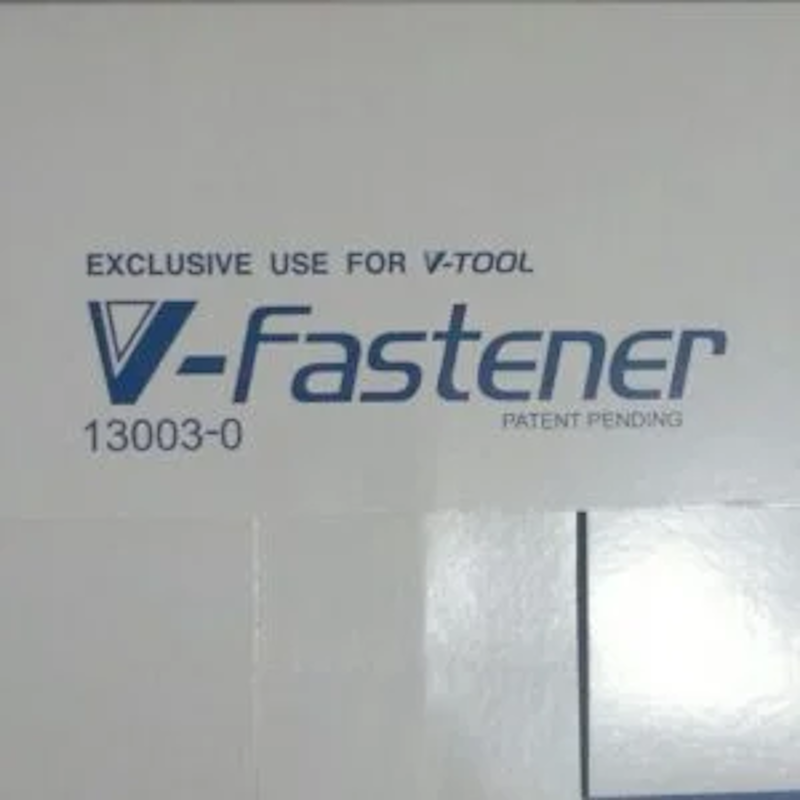 EXCLUSIVE USE FOR V-TOOL
V-Fastener
PATENT PENDING
13003-0